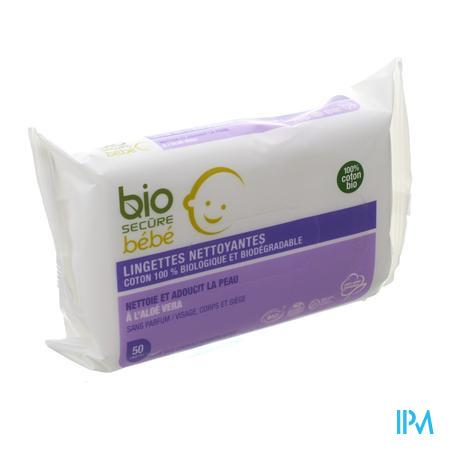 bio
SECURE
bébé
100%
coton
bio
LINGETTES NETTOYANTES
COTON 100 % BIOLOGIQUE ET BIODÉGRADABLE
NETTOIE ET ADOUCIT LA PEAU
À L'ALOE VERA
SANS PARFUM / VISAGE, CORPS ET SIÈGE
50
IPM